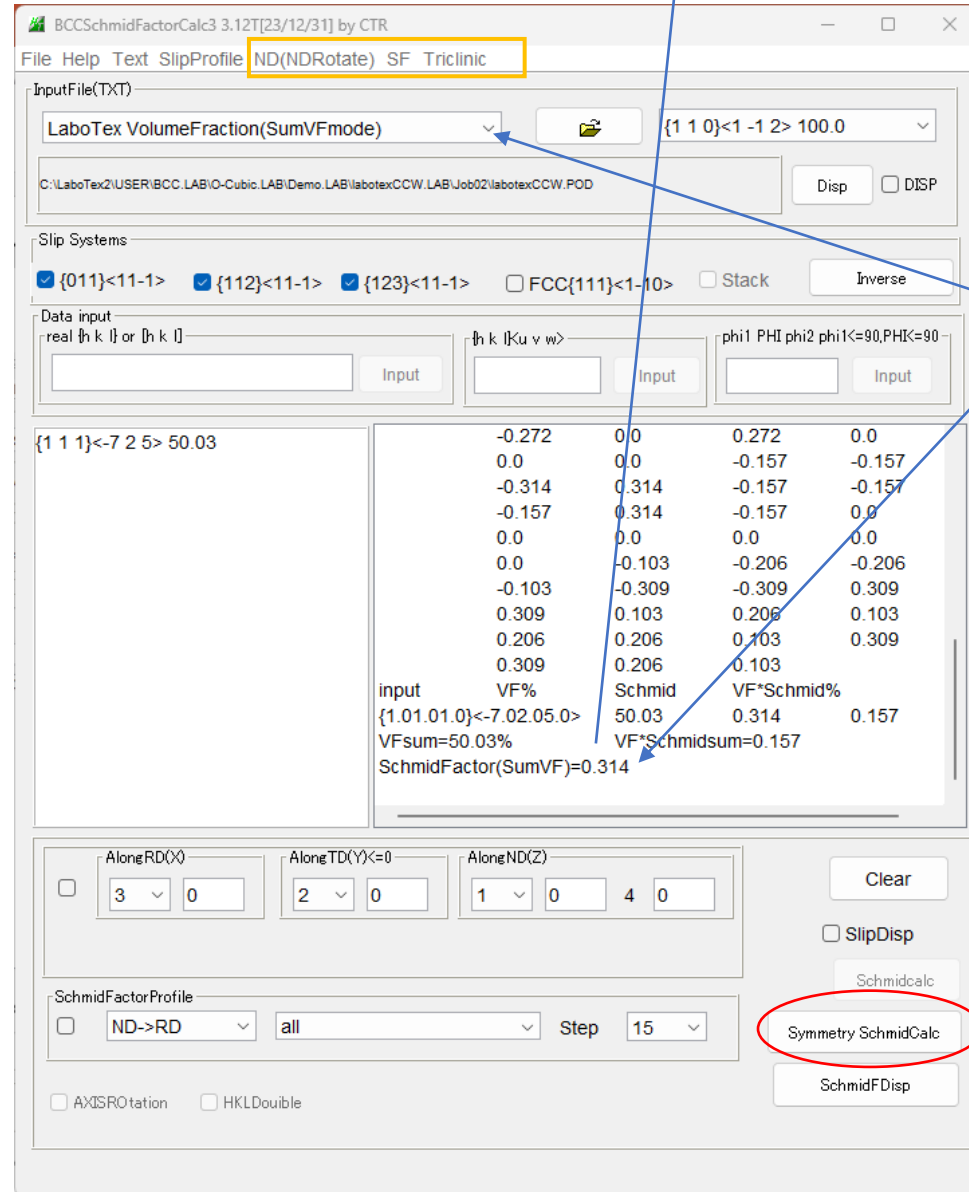 BCCSchmidFactorCalc3 3.12T[23/12/31] by CTR
File Help Text SlipProfile ND(NDRotate) SF Triclinic
InputFile(TXT)
LaboTex VolumeFraction(SumVFmode)
{1 1 0}<1 -1 2> 100.0
C:\LaboTex2\USER\BCC.LAB\O-Cubic.LAB\Demo.LAB\labotexCCW.LAB\Job02\labotexCCW.POD
Disp DISP
Slip Systems
{011}<11-1> {112}<11-1> {123}<11-1> FCC{111}<1-10> Stack Inverse
Data input
real {h k l} or [h k l] {h k l}<u v w> phi1 PHI phi2 phi1<=90,PHI<=90
Input Input Input
{1 1 1}<-7 2 5> 50.03
-0.272 0.0 0.272 0.0
0.0 0.0 -0.157 -0.157
-0.314 0.314 -0.157 -0.157
-0.157 0.314 -0.157 0.0
0.0 0.0 0.0 0.0
0.0 -0.103 -0.206 -0.206
-0.103 -0.309 -0.309 0.309
0.309 0.103 0.206 0.103
0.206 0.206 0.103 0.309
0.309 0.206 0.103
input VF% Schmid VF*Schmid%
{1.01.01.0}<-7.02.05.0> 50.03 0.314 0.157
VFsum=50.03% VF*Schmidsum=0.157
SchmidFactor(SumVF)=0.314
AlongRD(X) AlongTD(Y)<=0 AlongND(Z)
3 0 2 0 1 0 4 0
Clear
SlipDisp
Schmidcalc
SchmidFactorProfile
ND->RD all Step 15
Symmetry SchmidCalc
SchmidFDisp
AXISROtation HKLDouible